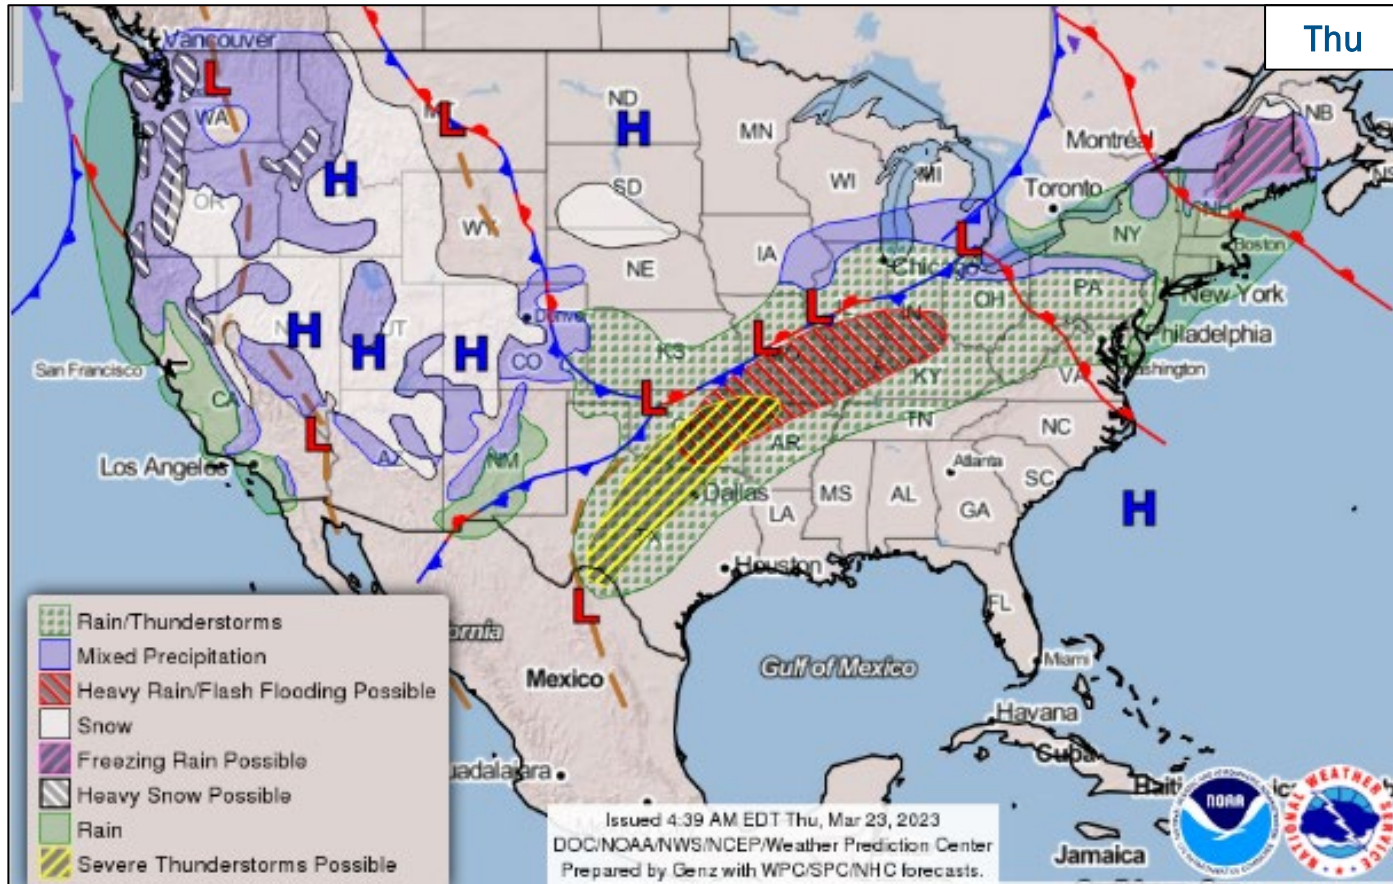 Thu
Vancouver
WA
MT
ND
MN
Montréal
NB
OR
SD
WI
MI
Toronto
WY
NY
Boston
IA
NE
Chicago
OH
PA
New York
Denver
IN
Philadelphia
San Francisco
UT
CO
KS
KY
VA
Washington
CA
TN
NC
AZ
NM
AR
Atlanta
SC
Los Angeles
Dallas
MS
AL
GA
LA
Houston
FL
L
L
L
L
L
L
L
L
H
H
H
H
H
H
Rain/Thunderstorms
Mixed Precipitation
Heavy Rain/Flash Flooding Possible
Snow
Freezing Rain Possible
Heavy Snow Possible
Rain
Severe Thunderstorms Possible
ornia
Mexico
Gulf of Mexico
Miami
Havana
Cuba
uadalajara
Jamaica
Issued 4:39 AM EDT Thu, Mar 23, 2023
DOC/NOAA/NWS/NCEP/Weather Prediction Center
Prepared by Genz with WPC/SPC/NHC forecasts.
NOAA
NATIONAL WEATHER SERVICE